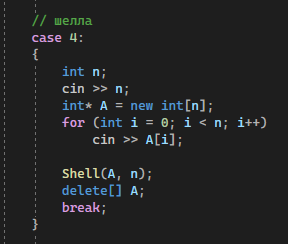 // шелла
case 4:
{
int n;
cin >> n;
int* A = new int[n];
for (int i = 0; i < n; i++)
cin >> A[i];
Shell(A, n);
delete[] A;
break;
}